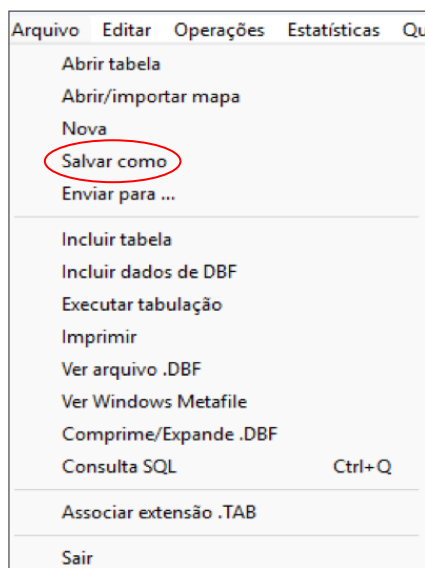 Arquivo Editar Operações Estatísticas Qu
Abrir tabela
Abrir/importar mapa
Nova
Salvar como
Enviar para ...
Incluir tabela
Incluir dados de DBF
Executar tabulação
Imprimir
Ver arquivo .DBF
Ver Windows Metafile
Comprime/Expande .DBF
Consulta SQL Ctrl+Q
Associar extensão .TAB
Sair